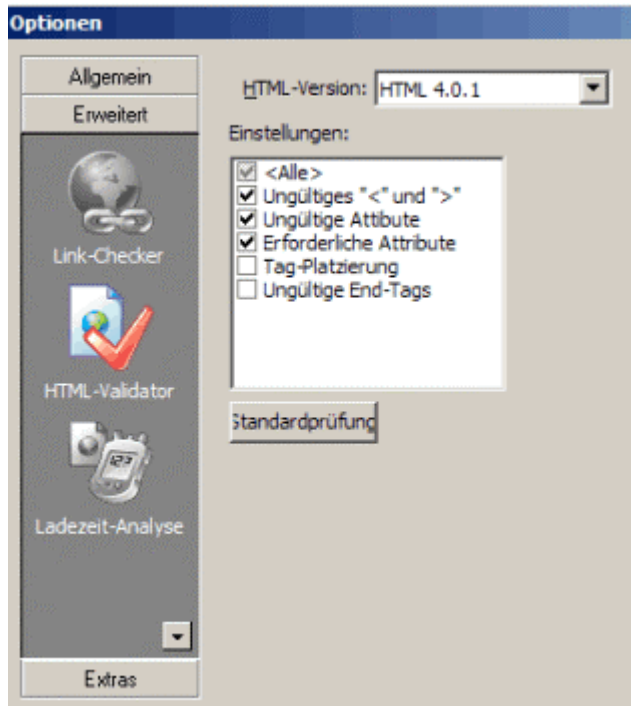 Optionen
Allgemein
Erweitert
Link-Checker
HTML-Validator
Ladezeit-Analyse
Extras
HTML-Version: HTML 4.0.1
Einstellungen:
<Alle>
Ungültiges "<" und ">"
Ungültige Attibute
Erforderliche Attribute
Tag-Platzierung
Ungültige End-Tags
Standardprüfung